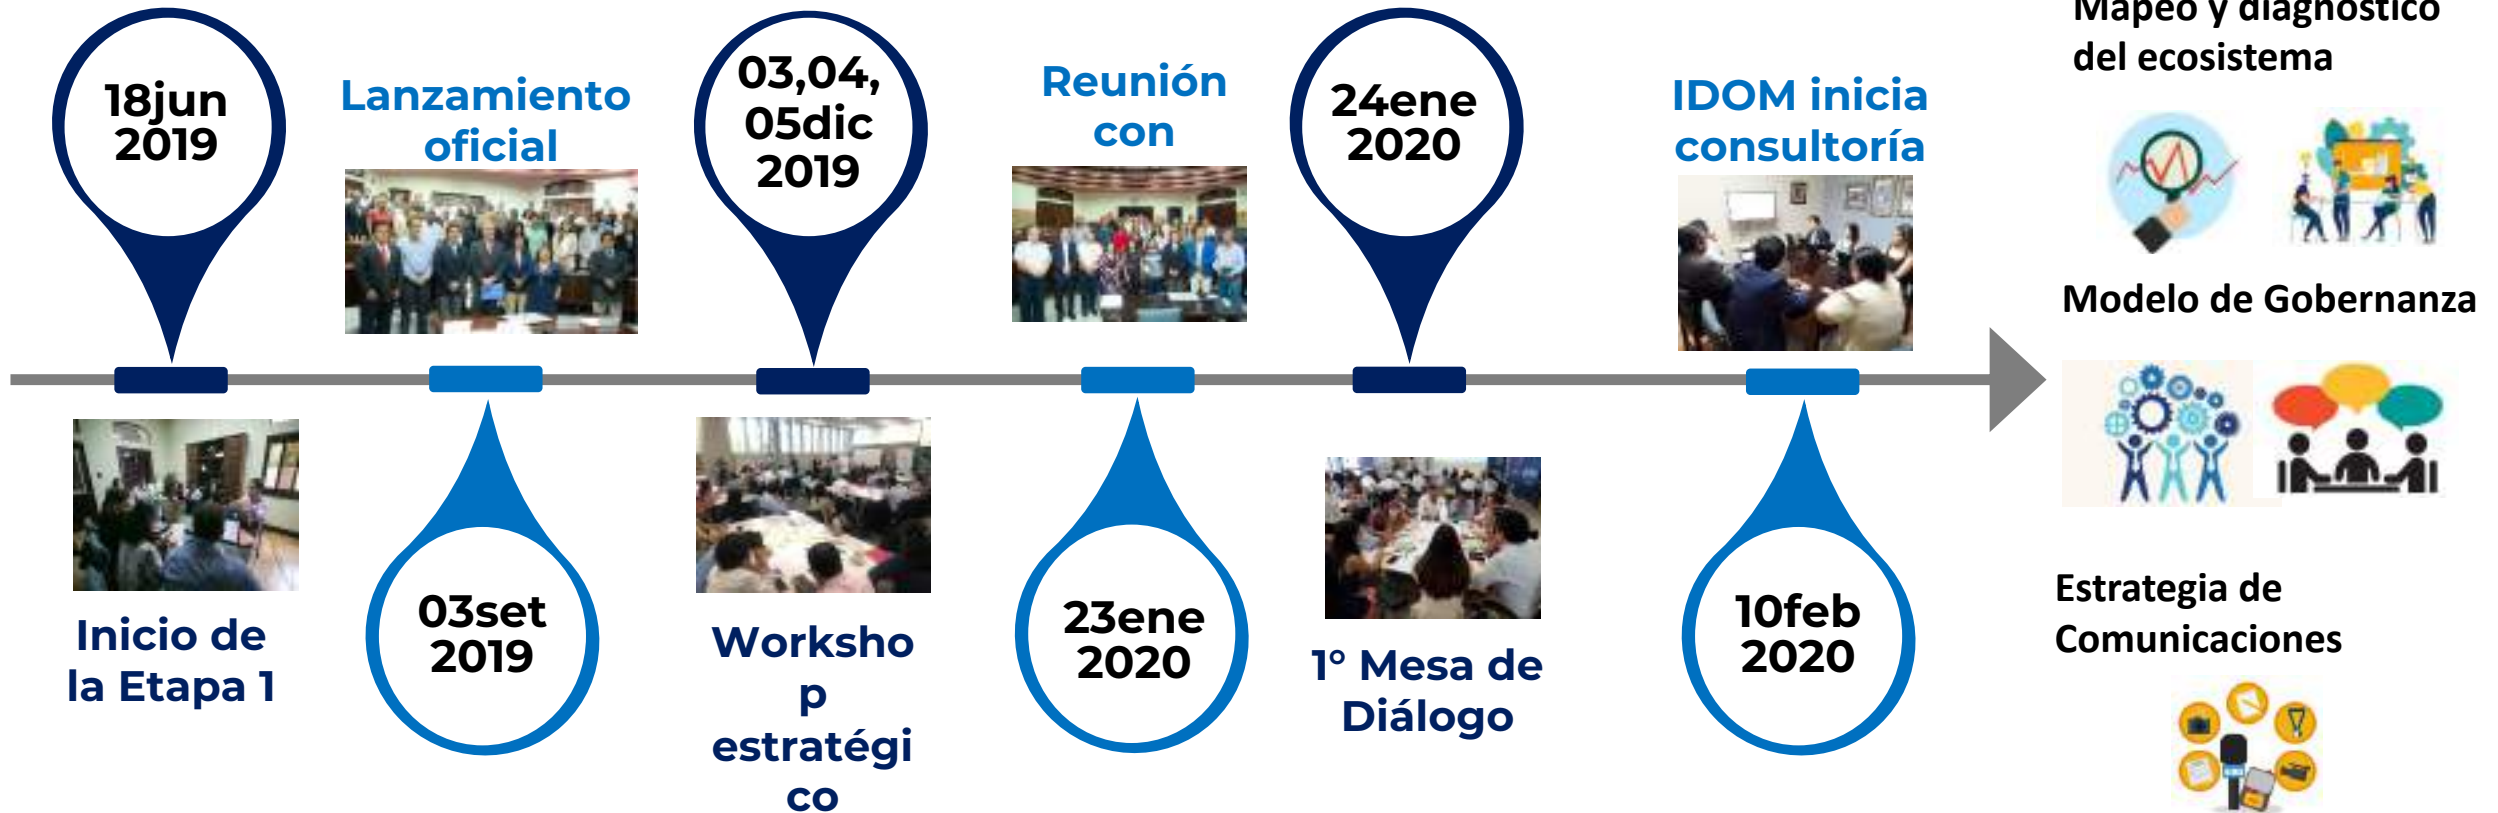 18jun
2019
Inicio de
la Etapa 1
Lanzamiento
oficial
03set
2019
03,04,
05dic
2019
Worksho
p
estratégi
co
Reunión
con
23ene
2020
24ene
2020
1° Mesa de
Diálogo
IDOM inicia
consultoría
10feb
2020
Mapeo y diagnóstico
del ecosistema
Modelo de Gobernanza
Estrategia de
Comunicaciones